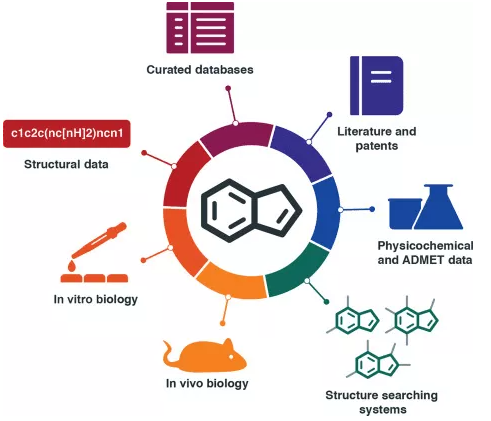 Curated databases
Literature and
patents
c1c2c(nc[nH]2)ncn1
Structural data
Physicochemical
and ADMET data
In vitro biology
In vivo biology
Structure searching
systems